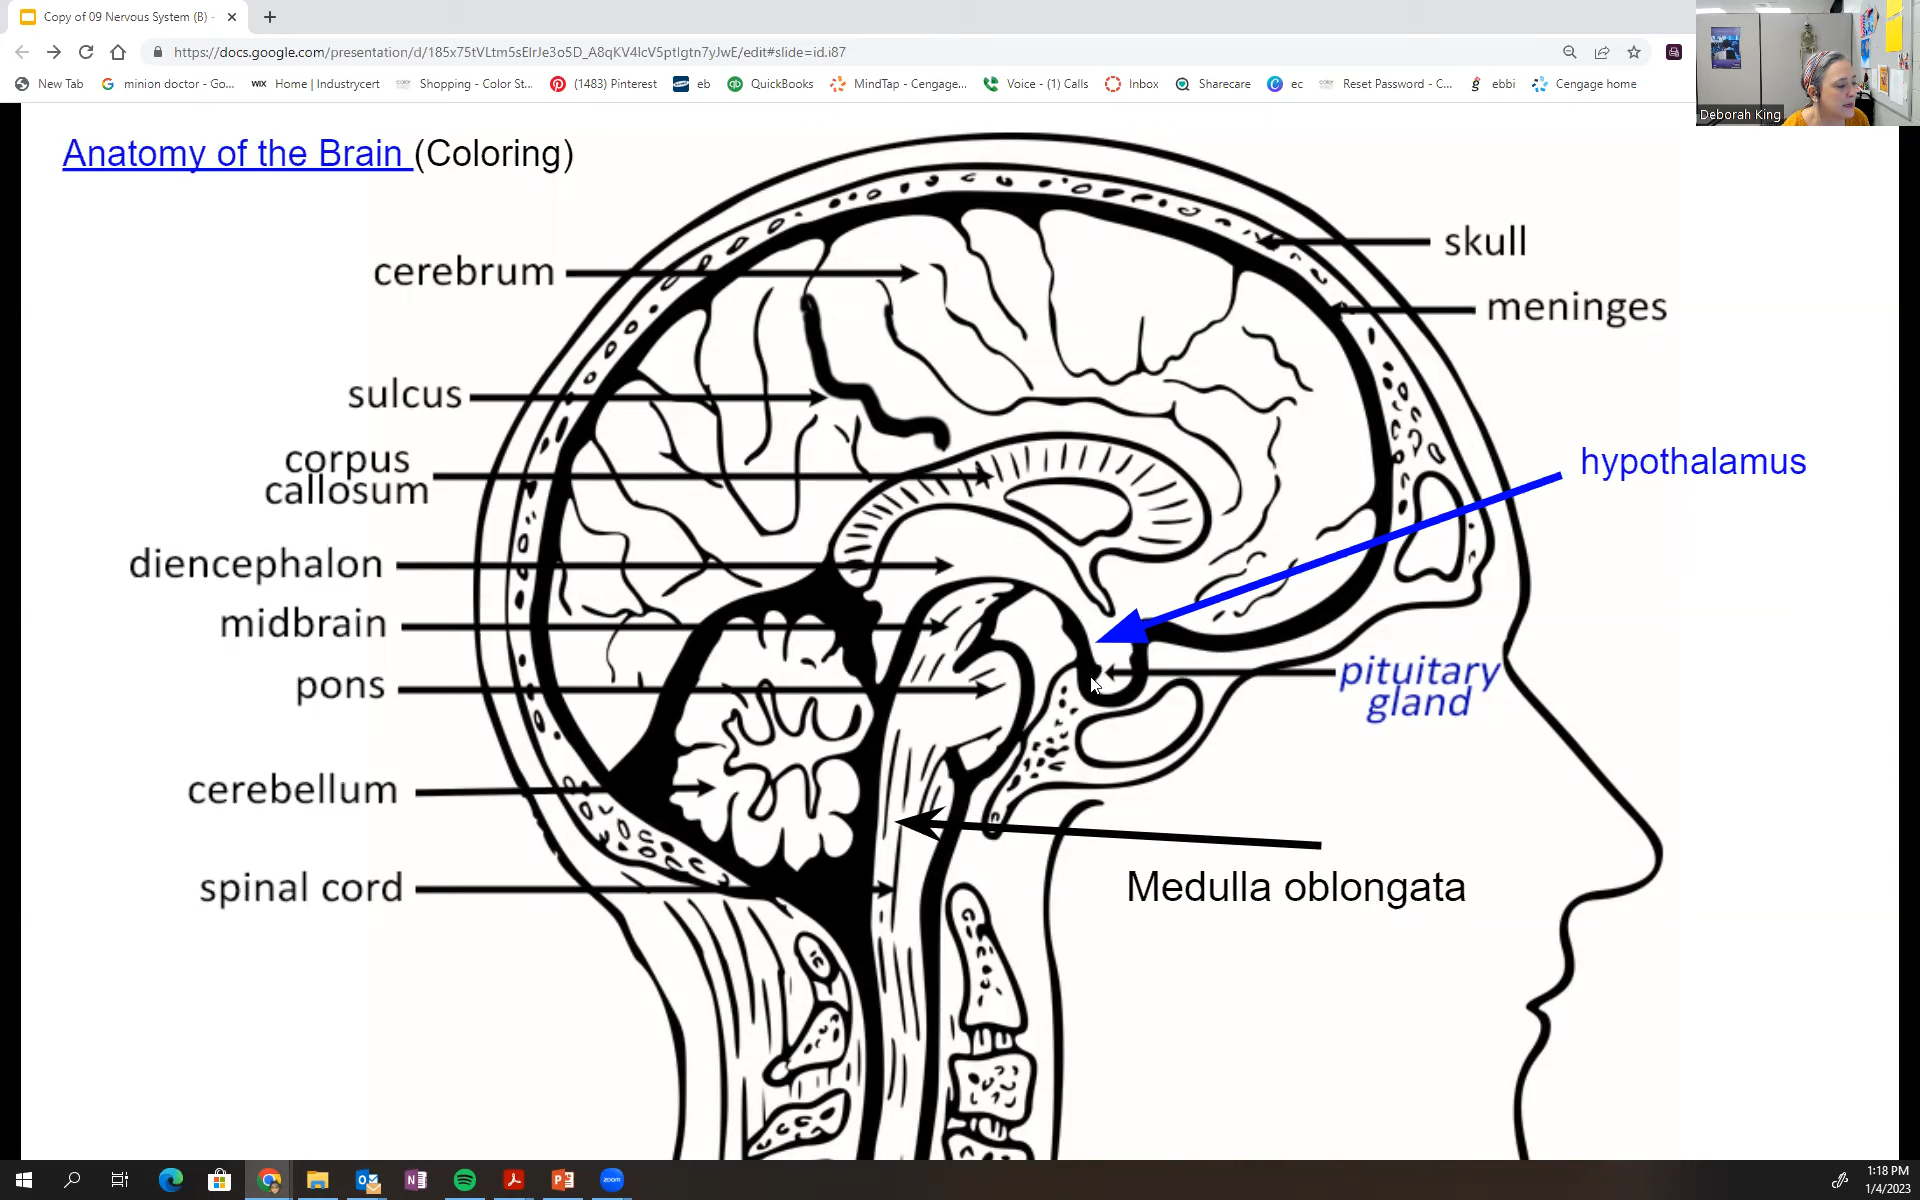 Copy of 09 Nervous System (B) -
https://docs.google.com/presentation/d/185x75tVLtm5sEIrJe3o5D_A8qKV4lcV5ptIgtn7yJwE/edit#slide=id.i87
New Tab
minion doctor - Go...
WIX Home | Industrycert
Shopping - Color St...
(1483) Pinterest
eb
QuickBooks
MindTap - Cengage...
Voice - (1) Calls
Inbox
Sharecare
ec
Reset Password - C...
ebbi
Cengage home
Deborah King
Anatomy of the Brain (Coloring)
skull
cerebrum
meninges
sulcus
corpus
callosum
hypothalamus
diencephalon
midbrain
pituitary
gland
pons
cerebellum
Medulla oblongata
spinal cord
zoom
1:18 PM
1/4/2023